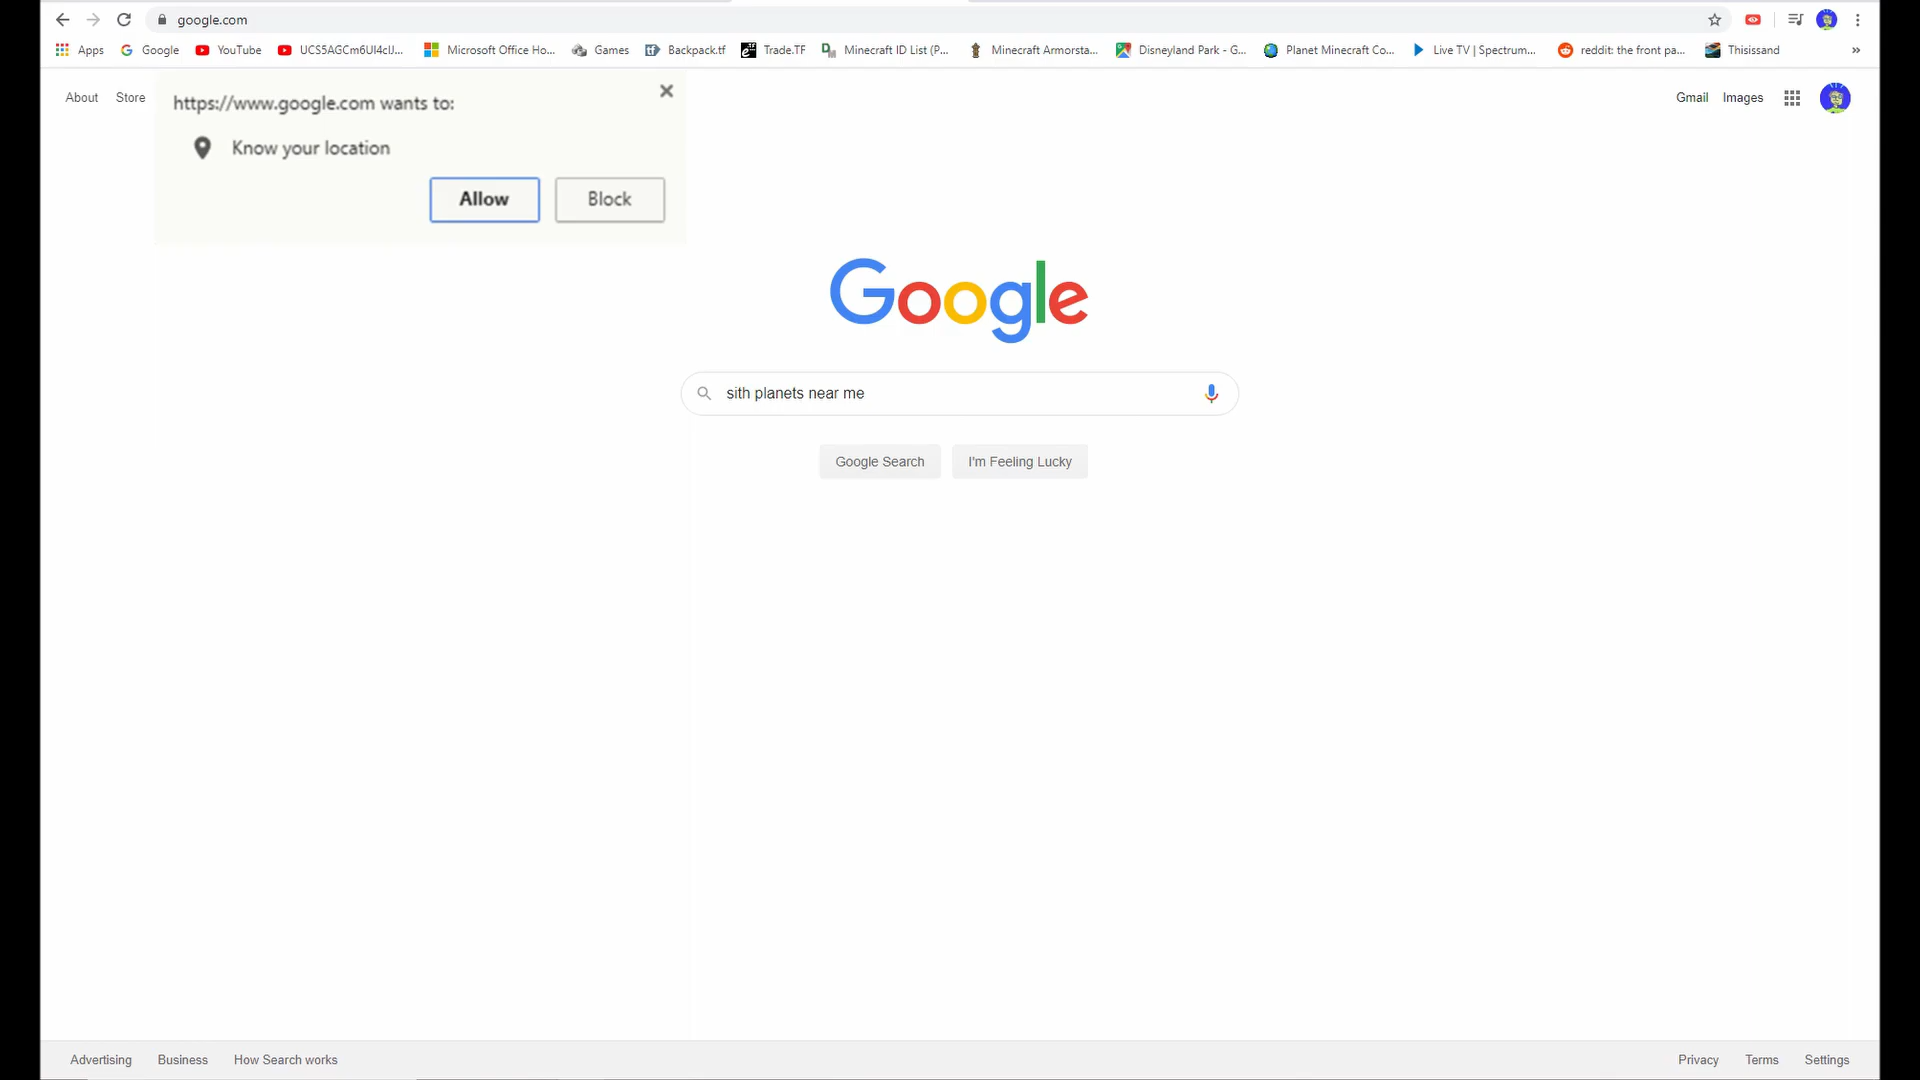 google.com
Apps Google YouTube UCS5AGCm6UI4clJ... Microsoft Office Ho... Games Backpack.tf Trade.TF Minecraft ID List (P... Minecraft Armorsta... Disneyland Park - G... Planet Minecraft Co... Live TV | Spectrum... reddit: the front pa... Thisissand »
About Store
Gmail Images
https://www.google.com wants to:
Know your location
Allow Block
Google
sith planets near me
Google Search I'm Feeling Lucky
Advertising Business How Search works
Privacy Terms Settings